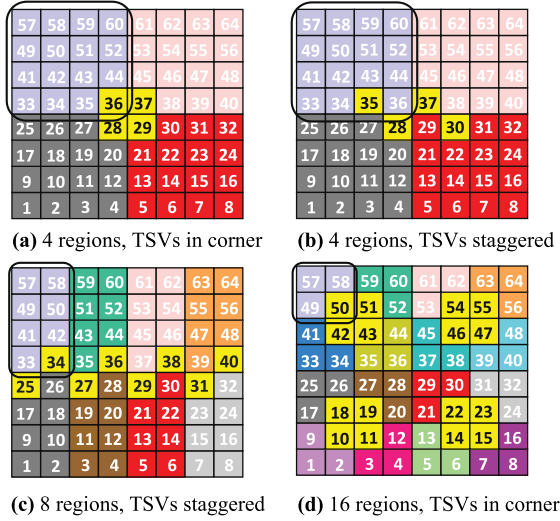 57 58 59 60 61 62 63 64 57 58 59 60 61 62 63 64
49 50 51 52 53 54 55 56 49 50 51 52 53 54 55 56
41 42 43 44 45 46 47 48 41 42 43 44 45 46 47 48
33 34 35 36 37 38 39 40 33 34 35 36 37 38 39 40
25 26 27 28 29 30 31 32 25 26 27 28 29 30 31 32
17 18 19 20 21 22 23 24 17 18 19 20 21 22 23 24
9 10 11 12 13 14 15 16 9 10 11 12 13 14 15 16
1 2 3 4 5 6 7 8 1 2 3 4 5 6 7 8
(a) 4 regions, TSVs in corner (b) 4 regions, TSVs staggered
57 58 59 60 61 62 63 64 57 58 59 60 61 62 63 64
49 50 51 52 53 54 55 56 49 50 51 52 53 54 55 56
41 42 43 44 45 46 47 48 41 42 43 44 45 46 47 48
33 34 35 36 37 38 39 40 33 34 35 36 37 38 39 40
25 26 27 28 29 30 31 32 25 26 27 28 29 30 31 32
17 18 19 20 21 22 23 24 17 18 19 20 21 22 23 24
9 10 11 12 13 14 15 16 9 10 11 12 13 14 15 16
1 2 3 4 5 6 7 8 1 2 3 4 5 6 7 8
(c) 8 regions, TSVs staggered (d) 16 regions, TSVs in corner